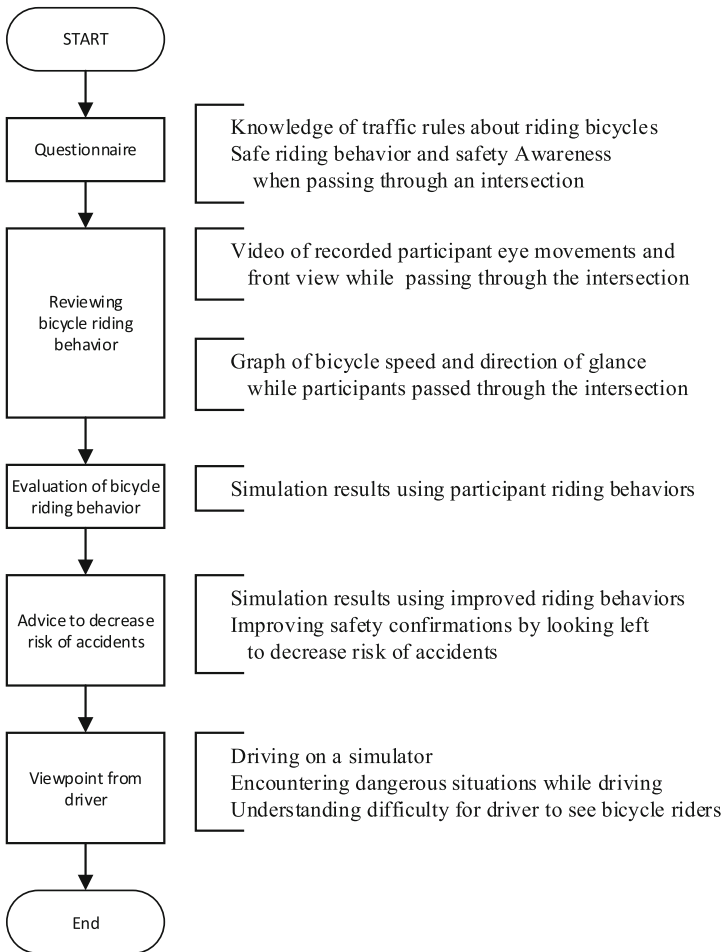 START
Questionnaire
Knowledge of traffic rules about riding bicycles
Safe riding behavior and safety Awareness
when passing through an intersection
Reviewing
bicycle riding
behavior
Video of recorded participant eye movements and
front view while passing through the intersection
Graph of bicycle speed and direction of glance
while participants passed through the intersection
Evaluation of bicycle
riding behavior
Simulation results using participant riding behaviors
Advice to decrease
risk of accidents
Simulation results using improved riding behaviors
Improving safety confirmations by looking left
to decrease risk of accidents
Viewpoint from
driver
Driving on a simulator
Encountering dangerous situations while driving
Understanding difficulty for driver to see bicycle riders
End